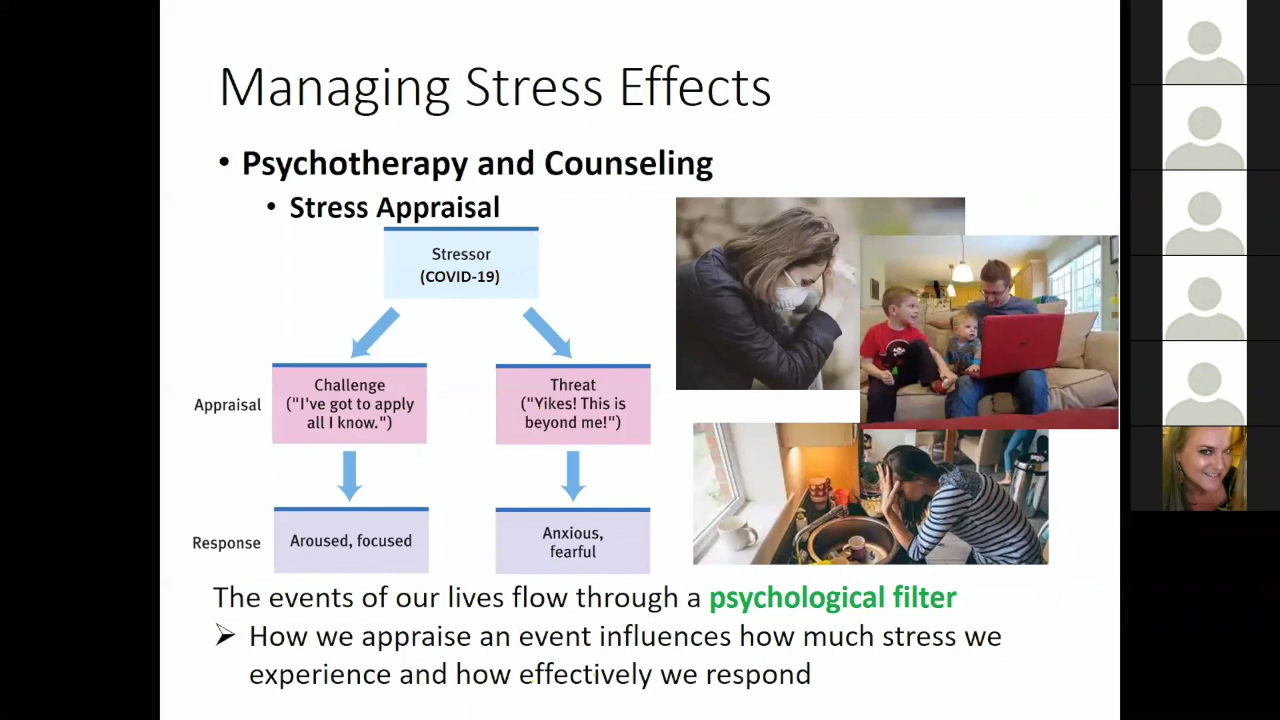 Managing Stress Effects
• Psychotherapy and Counseling
• Stress Appraisal
Stressor
(COVID-19)
Appraisal
Challenge
("I've got to apply
all I know.")
Threat
("Yikes! This is
beyond me!")
Response
Aroused, focused
Anxious,
fearful
The events of our lives flow through a psychological filter
➢ How we appraise an event influences how much stress we
experience and how effectively we respond